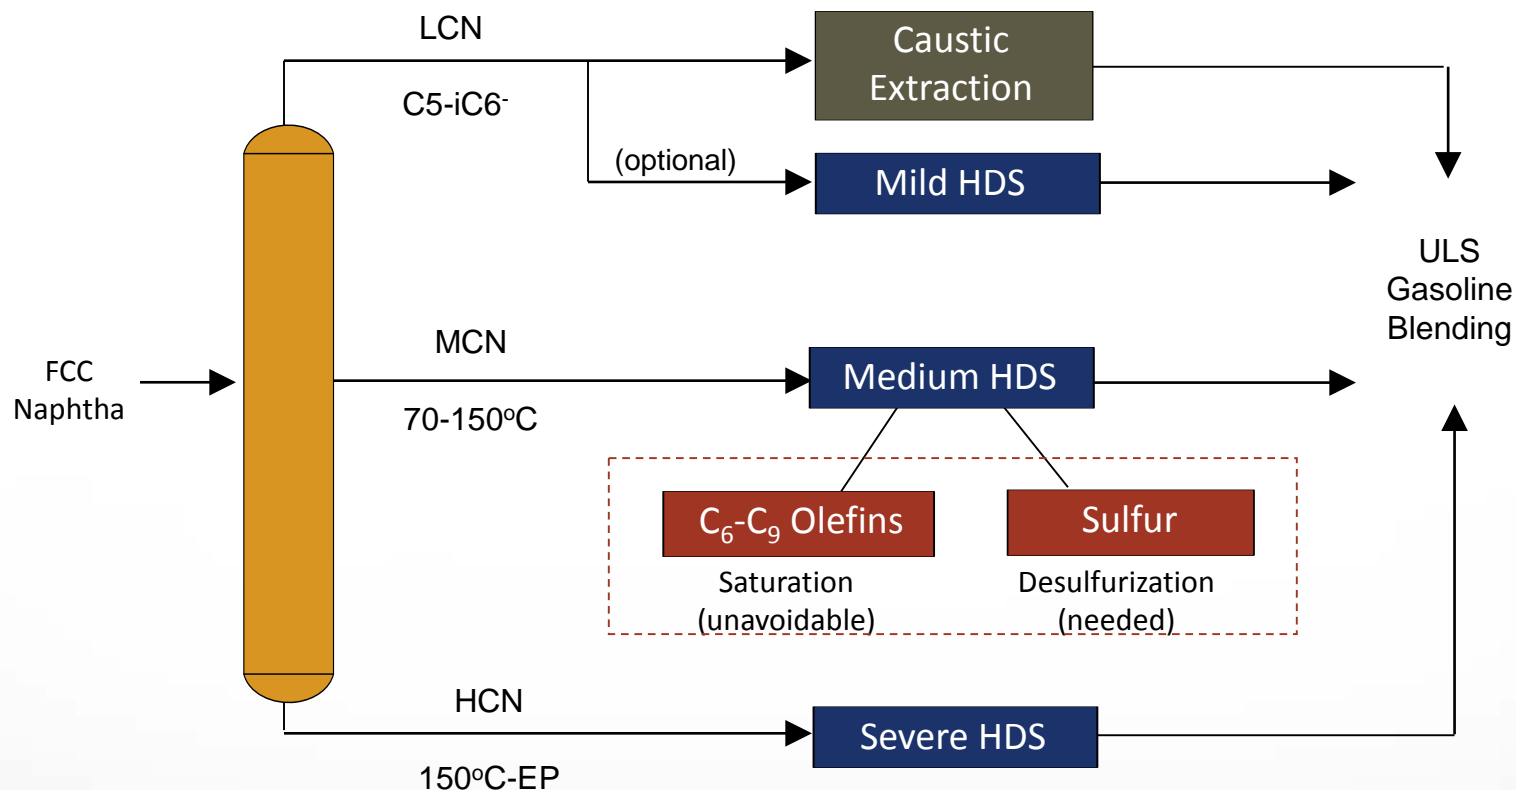 LCN
C5-iC6⁻
Caustic
Extraction
(optional)
Mild HDS
ULS
Gasoline
Blending
FCC
Naphtha
MCN
70-150ºC
Medium HDS
C₆-C₉ Olefins
Sulfur
Saturation
(unavoidable)
Desulfurization
(needed)
HCN
150ºC-EP
Severe HDS